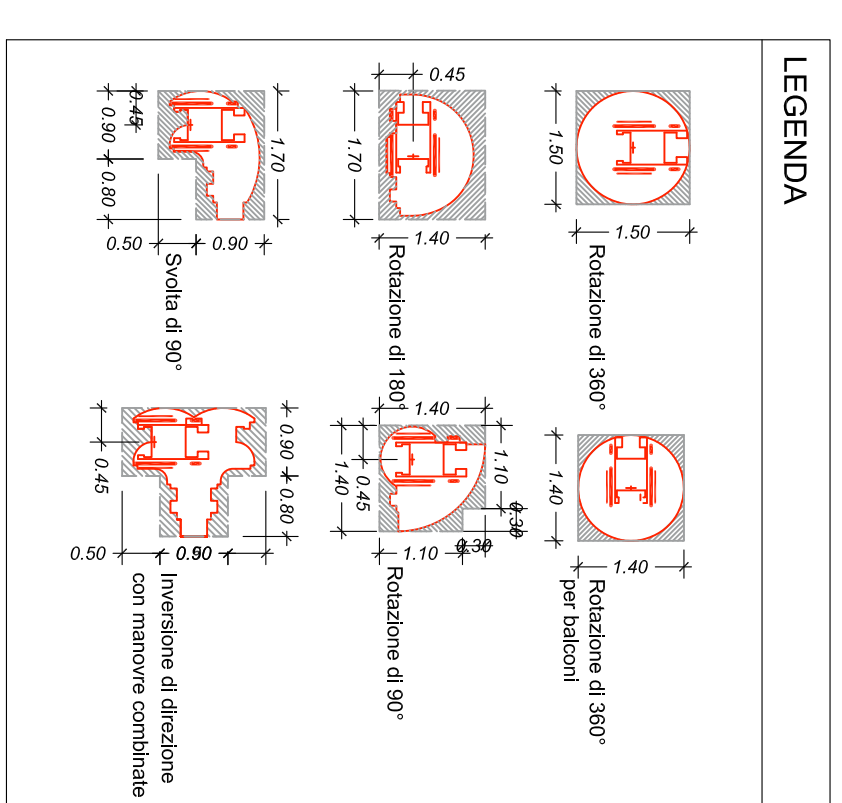 LEGENDA
1.50
1.50
Rotazione di 360°
1.40
1.40
Rotazione di 360°
per balconi
0.45
1.70
1.40
Rotazione di 180°
1.40
1.10
0.30
0.45
1.40
1.10
0.30
Rotazione di 90°
0.45
0.90
0.80
1.70
0.50
0.90
Svolta di 90°
0.90
0.80
0.45
0.50
0.90
Inversione di direzione
con manovre combinate